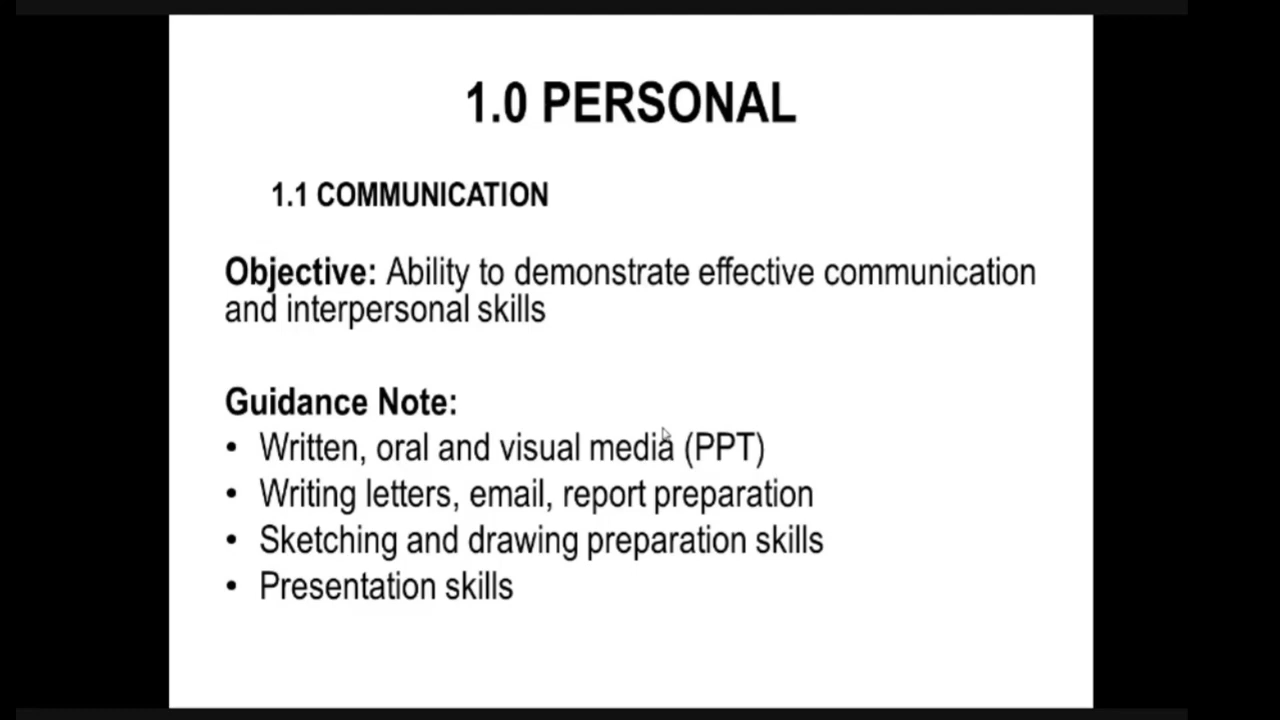 1.0 PERSONAL
1.1 COMMUNICATION
Objective: Ability to demonstrate effective communication
and interpersonal skills
Guidance Note:
• Written, oral and visual media (PPT)
• Writing letters, email, report preparation
• Sketching and drawing preparation skills
• Presentation skills